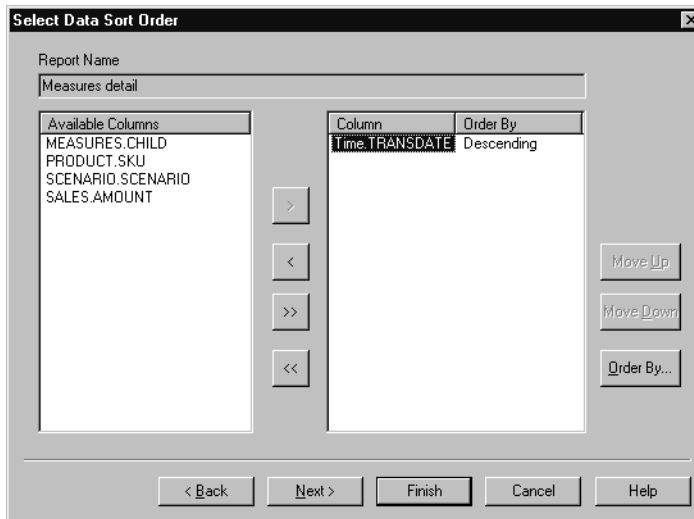 Select Data Sort Order
Report Name
Measures detail
Available Columns
MEASURES.CHILD
PRODUCT.SKU
SCENARIO.SCENARIO
SALES.AMOUNT
>
<
>>
<<
Column Order By
Time.TRANSDATE Descending
Move Up
Move Down
Order By...
< Back Next > Finish Cancel Help